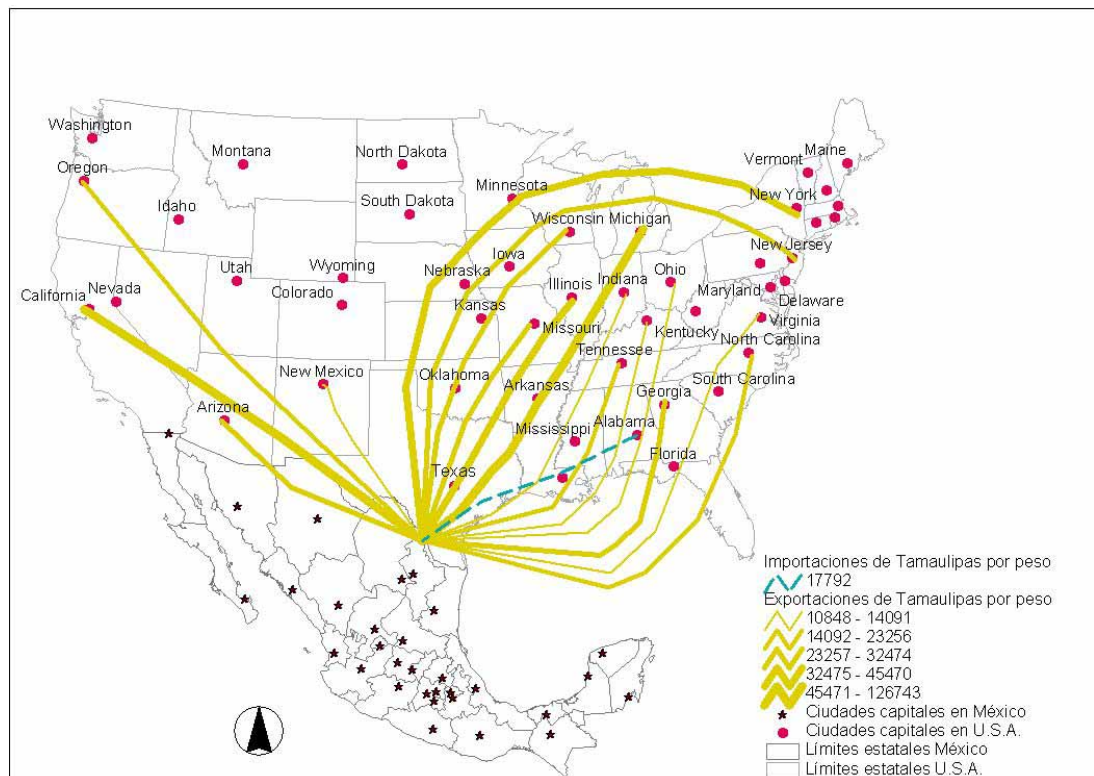 Washington
Oregon
Idaho
Montana
North Dakota
South Dakota
Minnesota
Wisconsin Michigan
Vermont
Maine
New York
California
Nevada
Utah
Wyoming
Colorado
Nebraska
Iowa
Kansas
Illinois
Indiana
Ohio
New Jersey
Maryland
Delaware
Virginia
Missouri
Kentucky
North Carolina
New Mexico
Arizona
Oklahoma
Arkansas
Tennessee
South Carolina
Georgia
Alabama
Mississippi
Texas
Florida
Importaciones de Tamaulipas por peso
17792
Exportaciones de Tamaulipas por peso
10848 - 14091
14092 - 23256
23257 - 32474
32475 - 45470
45471 - 126743
Ciudades capitales en México
Ciudades capitales en U.S.A.
Límites estatales México
Límites estatales U.S.A.